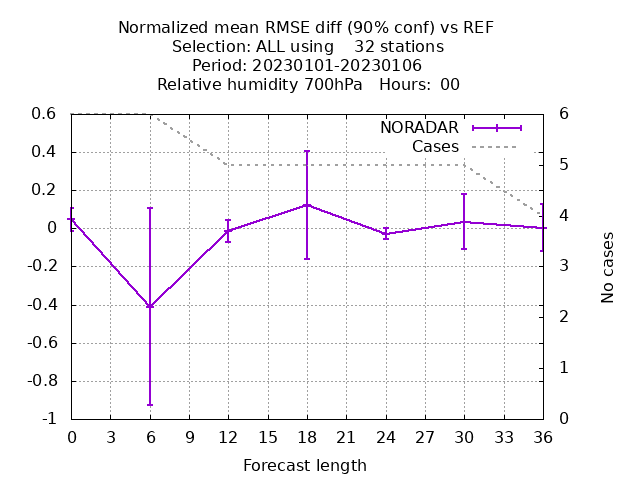 Normalized mean RMSE diff (90% conf) vs REF
Selection: ALL using    32 stations
Period: 20230101-20230106
Relative humidity 700hPa   Hours:  00
NORADAR
Cases
0.6
0.4
0.2
0
-0.2
-0.4
-0.6
-0.8
-1
6
5
4
3
2
1
0
No cases
0 3 6 9 12 15 18 21 24 27 30 33 36
Forecast length